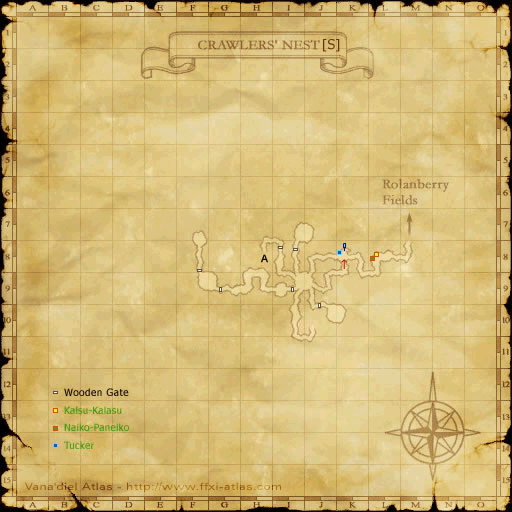 A B C D E F G H I J K L M N O
CRAWLERS' NEST [S]
1
2
3
4
5
6
7
8
9
10
11
12
13
14
15
Rolanberry
Fields
A
Wooden Gate
Kalsu-Kalasu
Naiko-Paneiko
Tucker
Vana'diel Atlas - http://www.ffxi-atlas.com
A B C D E F G H I J K L M N O